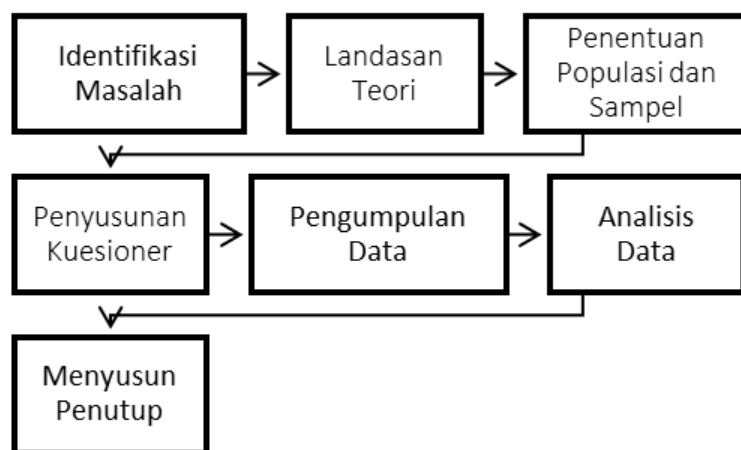 Identifikasi
Masalah
Landasan
Teori
Penentuan
Populasi dan
Sampel
Penyusunan
Kuesioner
Pengumpulan
Data
Analisis
Data
Menyusun
Penutup